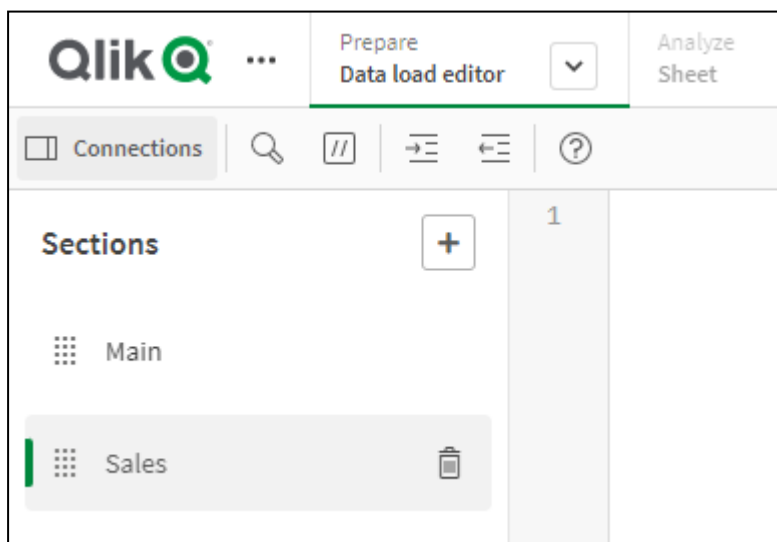 Qlik
Prepare
Data load editor
Analyze
Sheet
Connections
//
?
Sections
+
1
Main
Sales